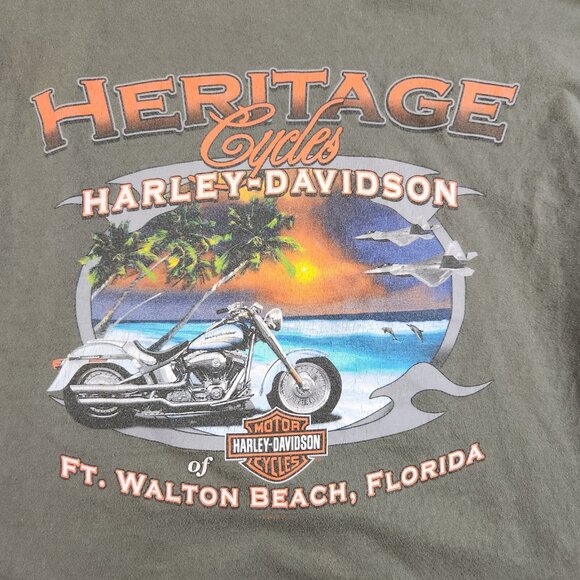 HERITAGE
Cycles
HARLEY-DAVIDSON
MOTOR
HARLEY-DAVIDSON
CYCLES
of
FT. WALTON BEACH, FLORIDA